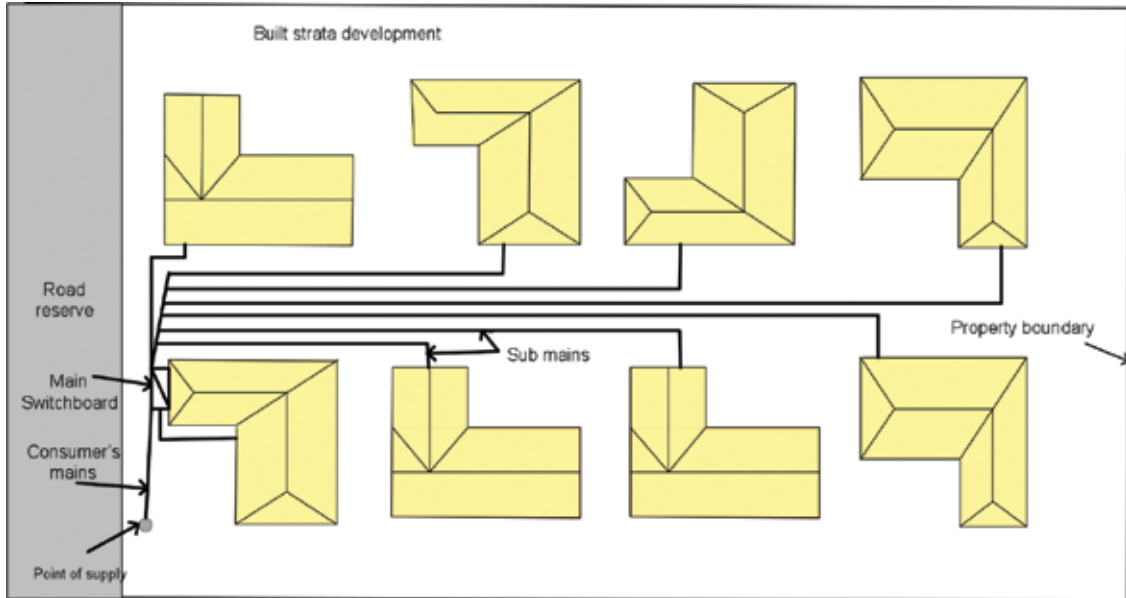 Built strata development
Road
reserve
Property boundary
Sub mains
Main
Switchboard
Consumer's
mains
Point of supply